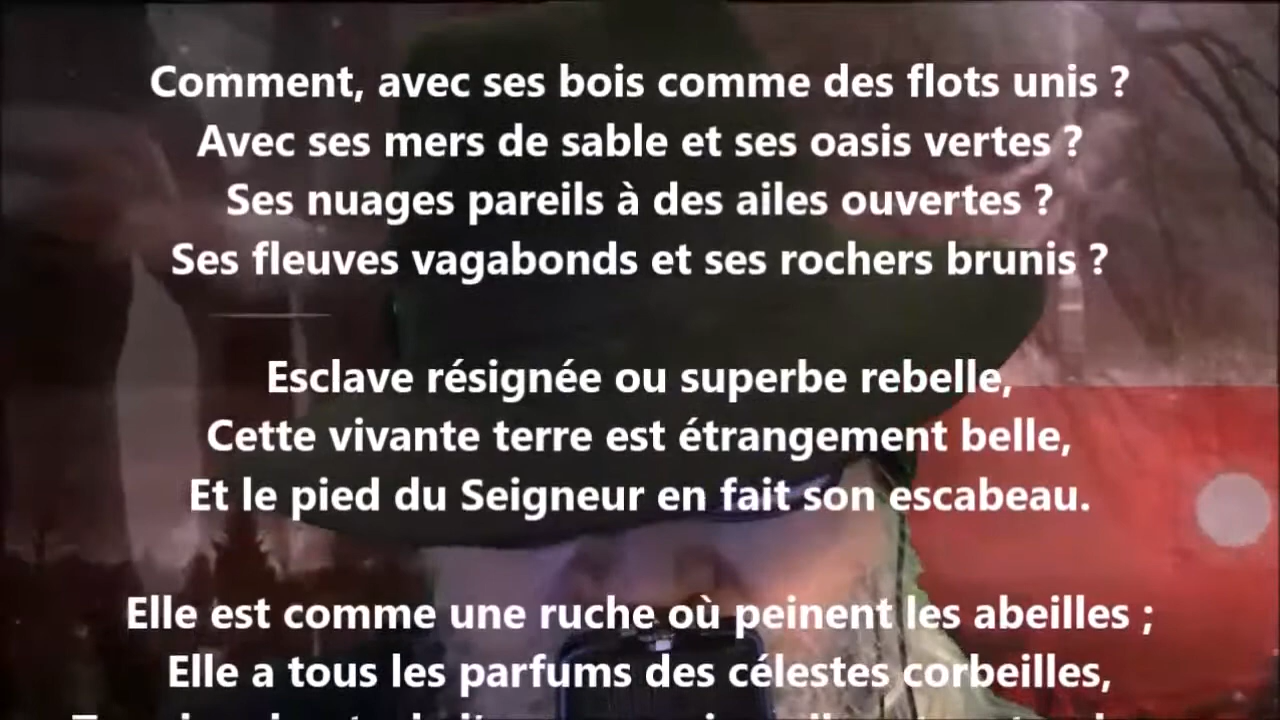 Comment, avec ses bois comme des flots unis ?
Avec ses mers de sable et ses oasis vertes ?
Ses nuages pareils à des ailes ouvertes ?
Ses fleuves vagabonds et ses rochers brunis ?
Esclave résignée ou superbe rebelle,
Cette vivante terre est étrangement belle,
Et le pied du Seigneur en fait son escabeau.
Elle est comme une ruche où peinent les abeilles ;
Elle a tous les parfums des célestes corbeilles,